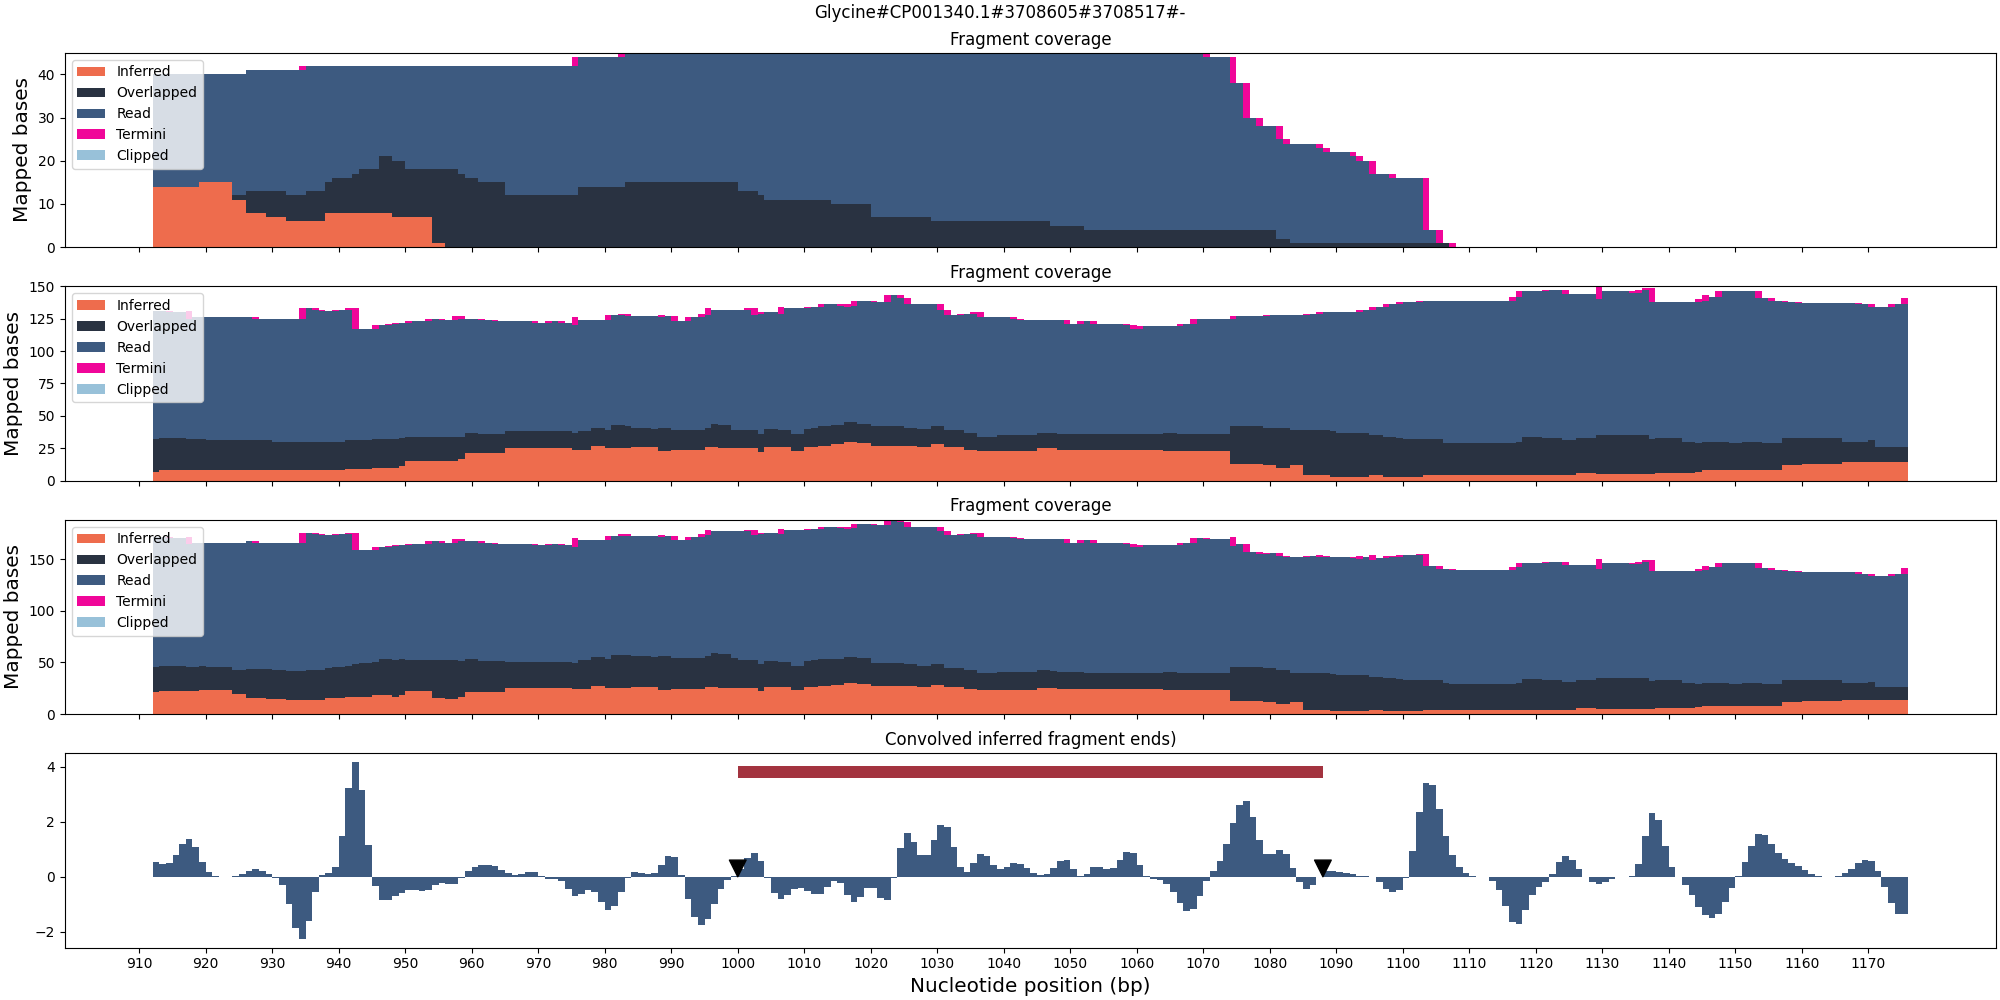 Glycine#CP001340.1#3708605#3708517#-
Fragment coverage
Mapped bases
40
30
20
10
0
Inferred
Overlapped
Read
Termini
Clipped
Fragment coverage
Mapped bases
150
125
100
75
50
25
0
Inferred
Overlapped
Read
Termini
Clipped
Fragment coverage
Mapped bases
150
100
50
0
Inferred
Overlapped
Read
Termini
Clipped
Convolved inferred fragment ends)
4
2
0
−2
910 920 930 940 950 960 970 980 990 1000 1010 1020 1030 1040 1050 1060 1070 1080 1090 1100 1110 1120 1130 1140 1150 1160 1170
Nucleotide position (bp)